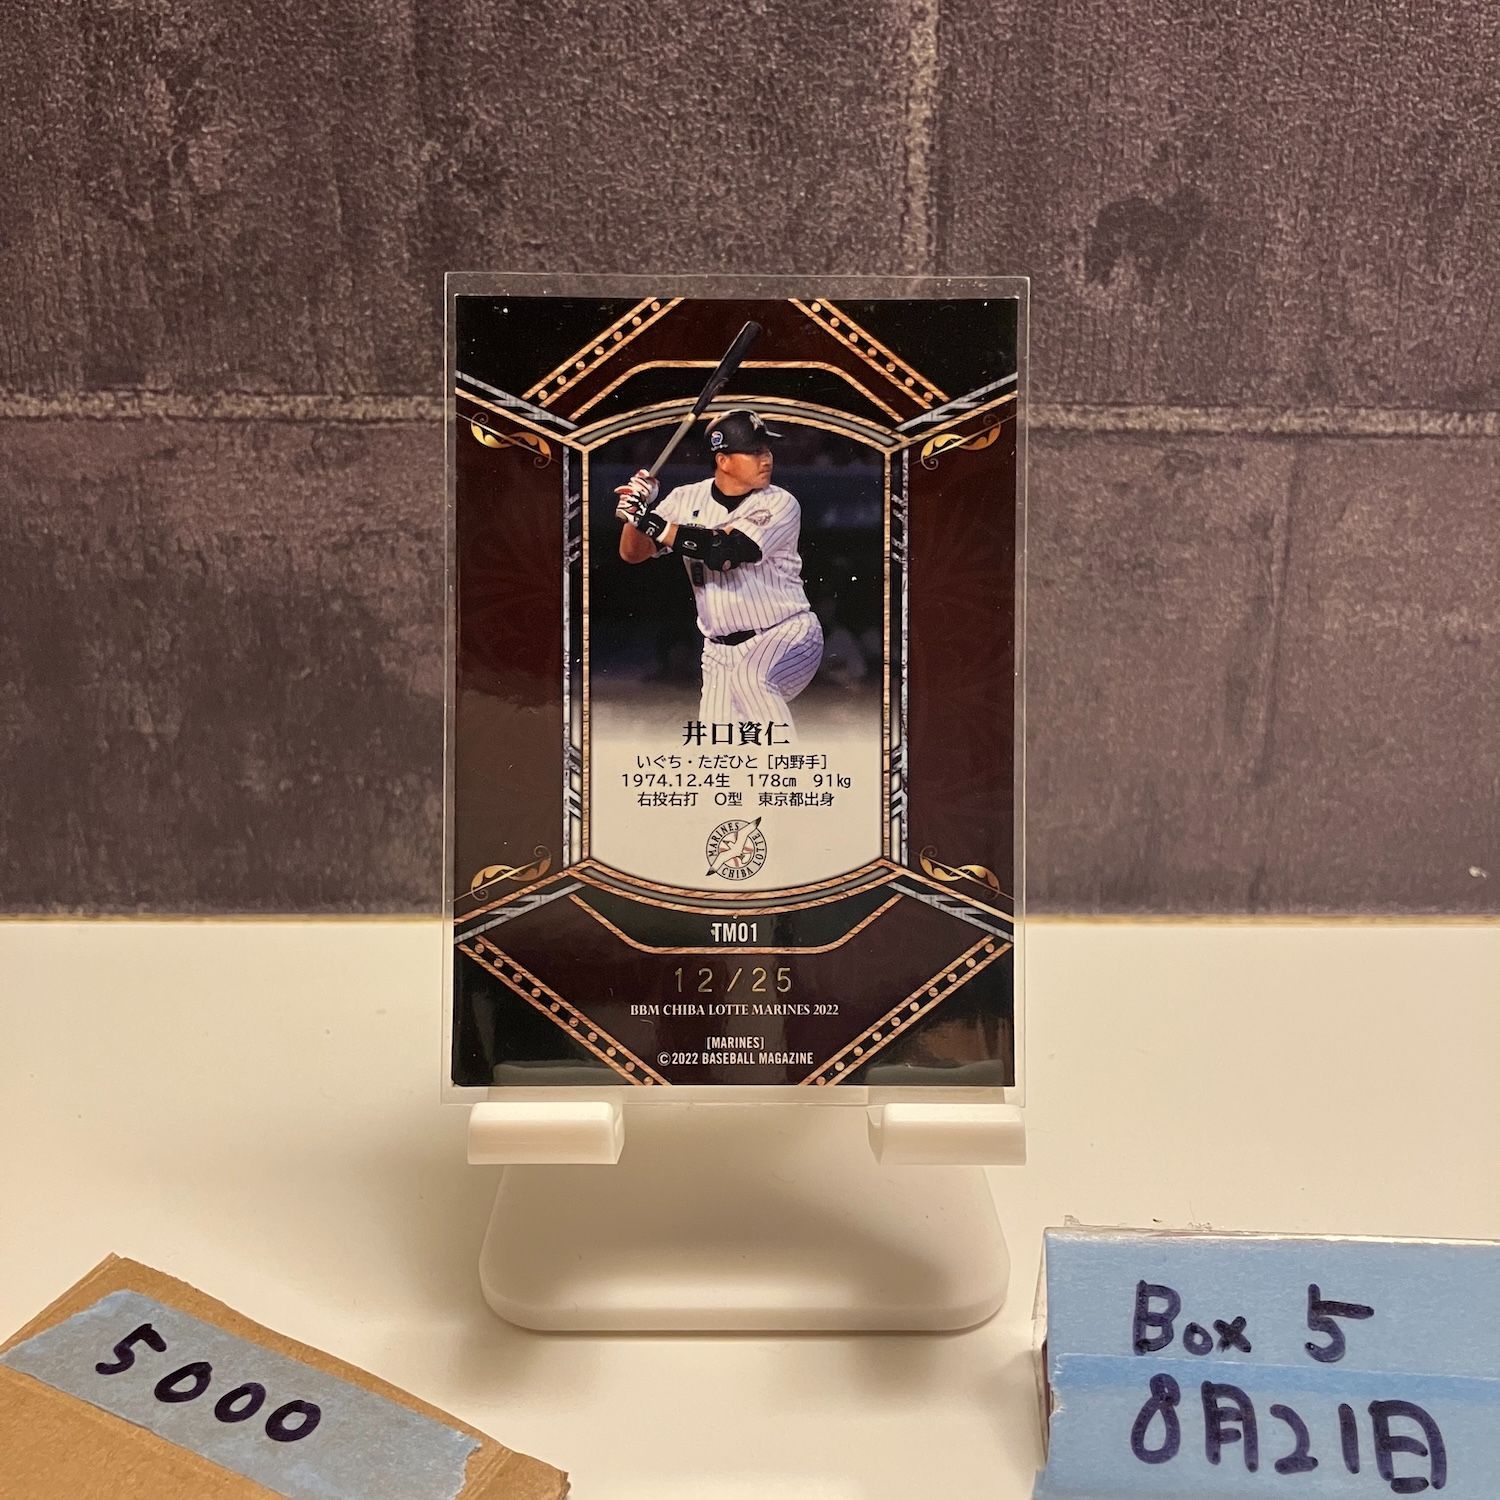 井口資仁
いぐち・ただひと [内野手]
1974.12.4生 178㎝ 91㎏
右投右打 O型 東京都出身
MARINES
CHIBA LOTTE
TM01
12/25
BBM CHIBA LOTTE MARINES 2022
[MARINES]
©2022 BASEBALL MAGAZINE
5000
Box 5
8月21日